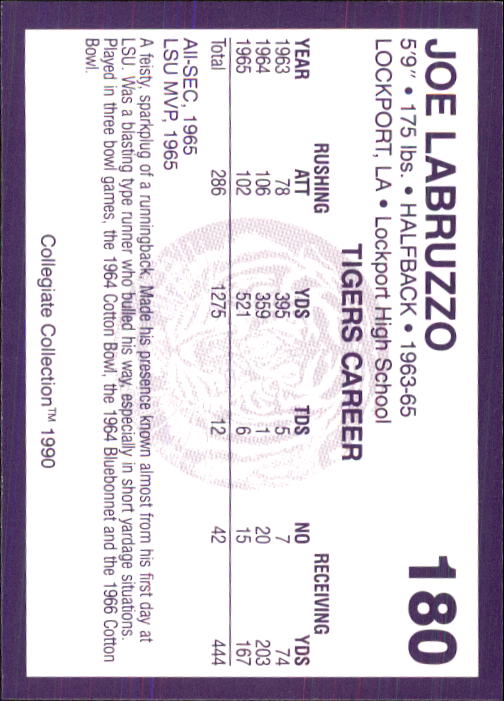 JOE LABRUZZO 180
5'9" • 175 lbs. • HALFBACK • 1963-65
LOCKPORT, LA • Lockport High School
TIGERS CAREER
RUSHING RECEIVING
YEAR ATT YDS TDS NO YDS
1963 78 395 5 7 74
1964 106 359 1 20 203
1965 102 521 6 15 167
Total 286 1275 12 42 444
All-SEC, 1965
LSU MVP, 1965
A feisty, sparkplug of a runningback. Made his presence known almost from his first day at
LSU. Was a blasting type runner who bulled his way, especially in short yardage situations.
Played in three bowl games, the 1964 Cotton Bowl, the 1964 Bluebonnet and the 1966 Cotton
Bowl.
Collegiate Collection™ 1990